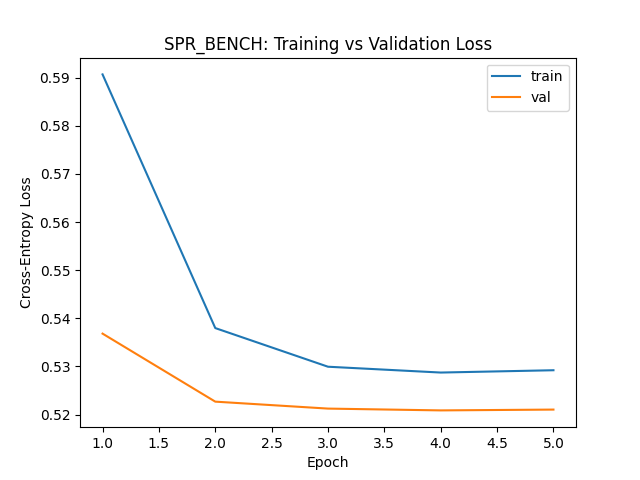 SPR_BENCH: Training vs Validation Loss
train
val
Cross-Entropy Loss
0.59
0.58
0.57
0.56
0.55
0.54
0.53
0.52
1.0 1.5 2.0 2.5 3.0 3.5 4.0 4.5 5.0
Epoch